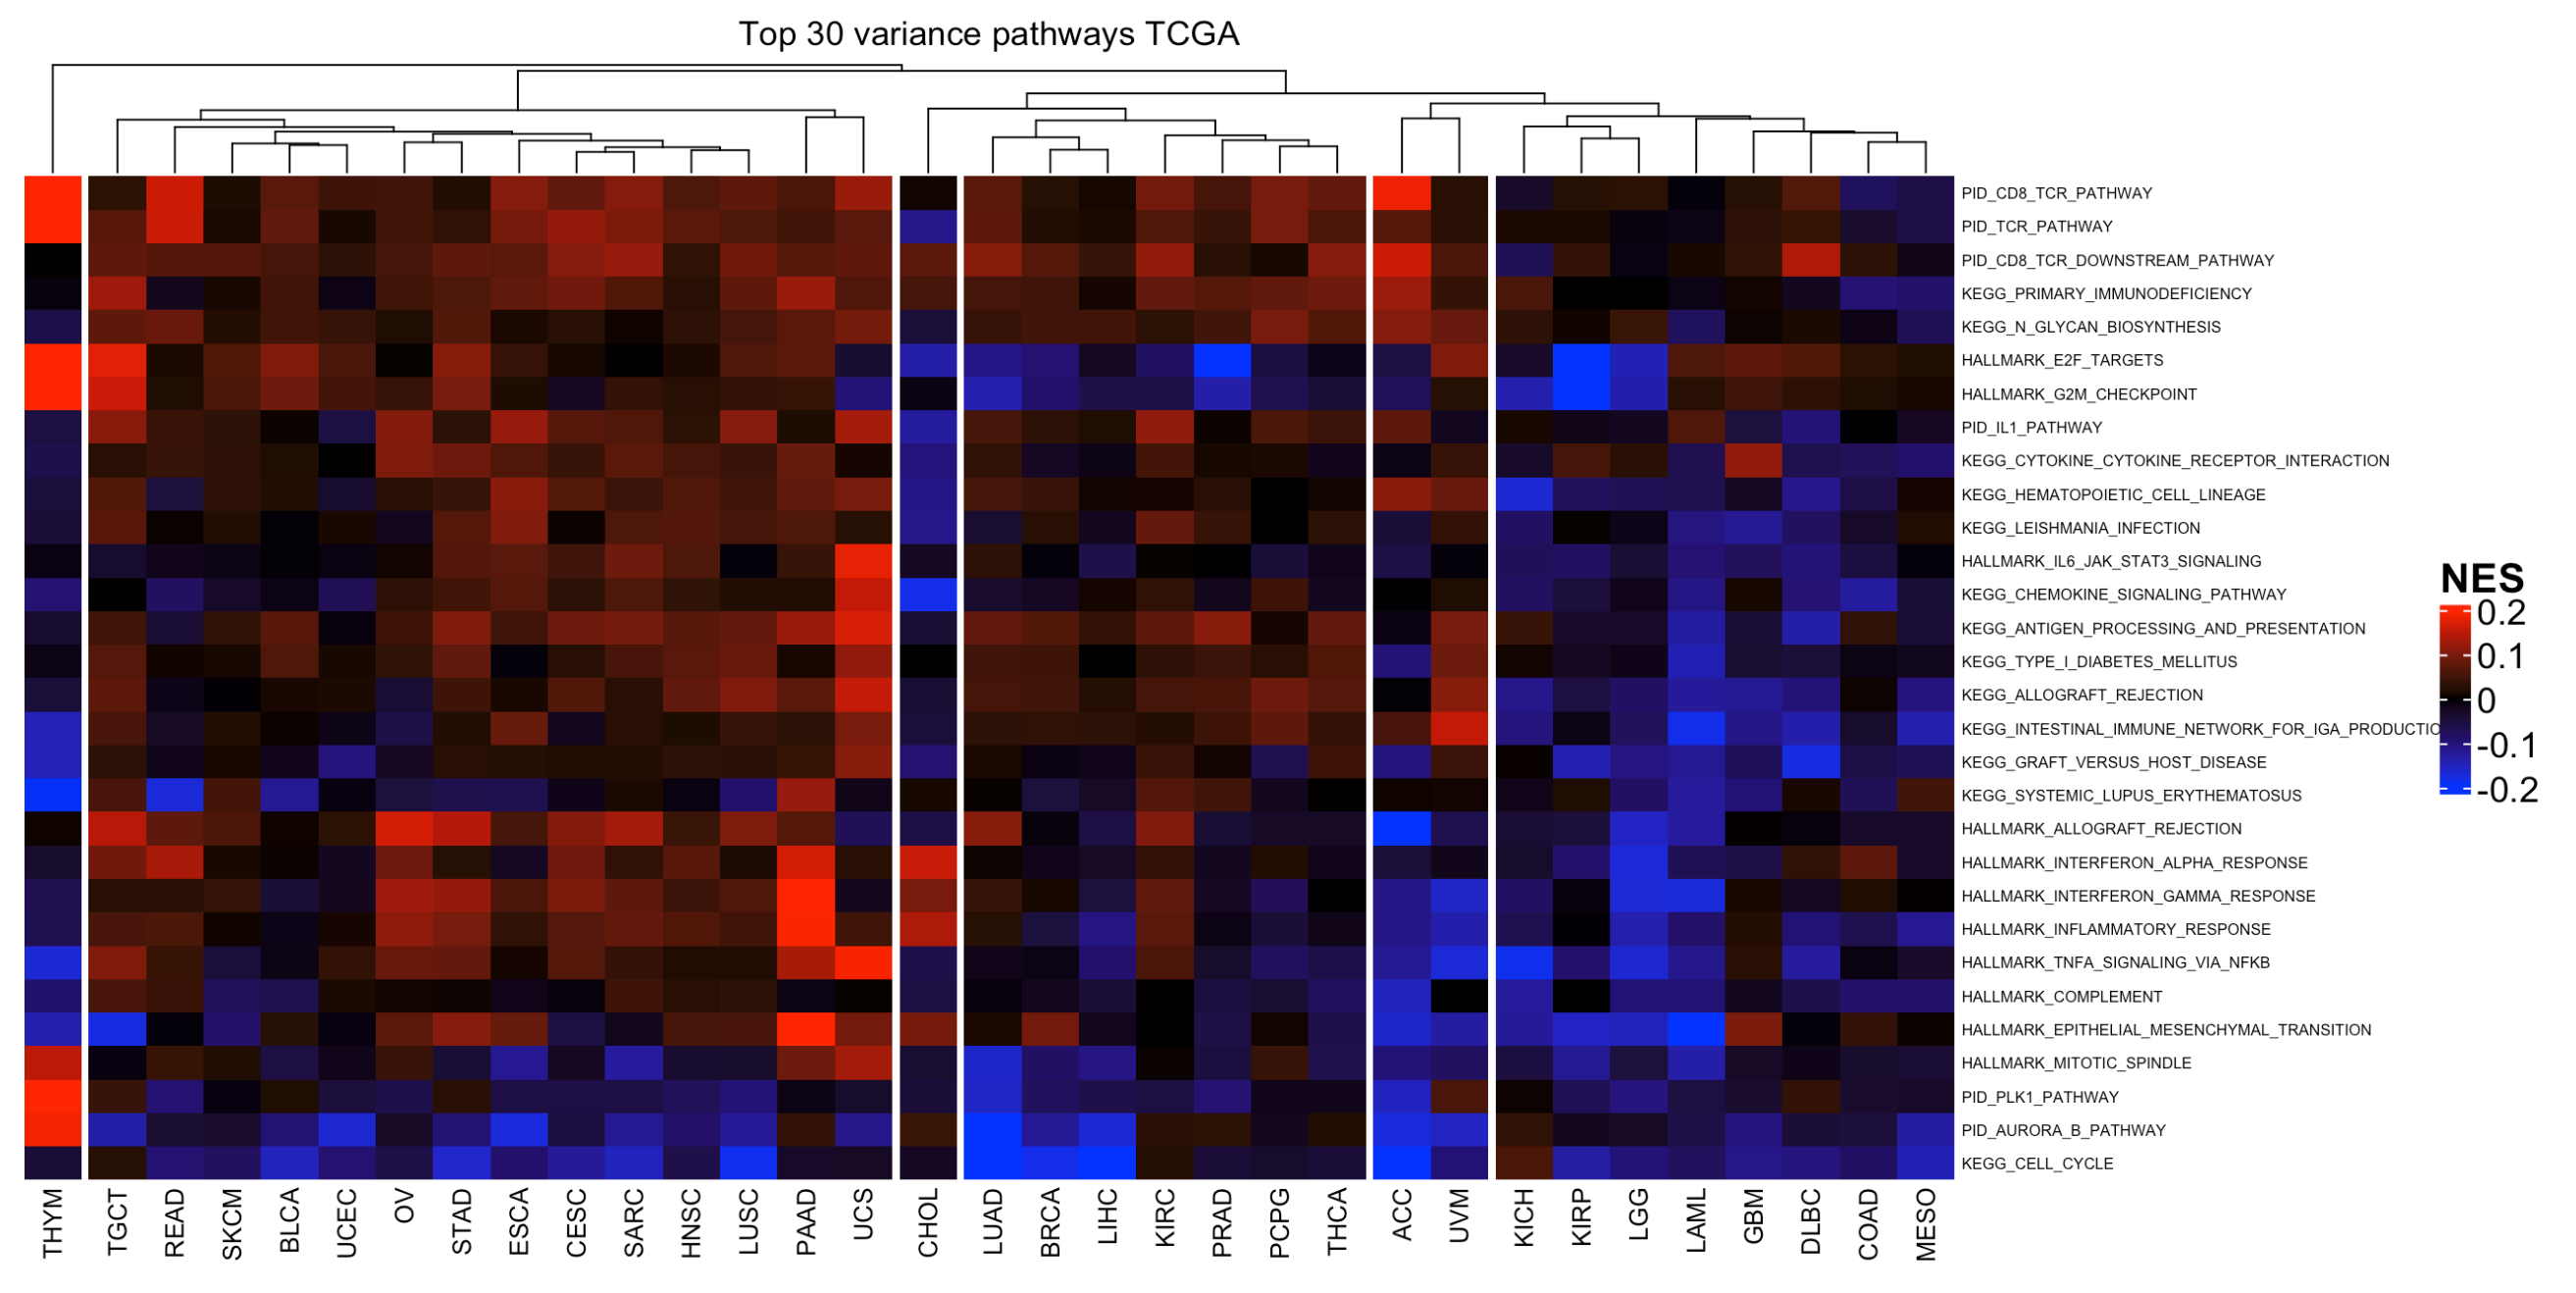 Top 30 variance pathways TCGA
PID_CD8_TCR_PATHWAY
PID_TCR_PATHWAY
PID_CD8_TCR_DOWNSTREAM_PATHWAY
KEGG_PRIMARY_IMMUNODEFICIENCY
KEGG_N_GLYCAN_BIOSYNTHESIS
HALLMARK_E2F_TARGETS
HALLMARK_G2M_CHECKPOINT
PID_IL1_PATHWAY
KEGG_CYTOKINE_CYTOKINE_RECEPTOR_INTERACTION
KEGG_HEMATOPOIETIC_CELL_LINEAGE
KEGG_LEISHMANIA_INFECTION
HALLMARK_IL6_JAK_STAT3_SIGNALING
KEGG_CHEMOKINE_SIGNALING_PATHWAY
KEGG_ANTIGEN_PROCESSING_AND_PRESENTATION
KEGG_TYPE_I_DIABETES_MELLITUS
KEGG_ALLOGRAFT_REJECTION
KEGG_INTESTINAL_IMMUNE_NETWORK_FOR_IGA_PRODUCTIO
KEGG_GRAFT_VERSUS_HOST_DISEASE
KEGG_SYSTEMIC_LUPUS_ERYTHEMATOSUS
HALLMARK_ALLOGRAFT_REJECTION
HALLMARK_INTERFERON_ALPHA_RESPONSE
HALLMARK_INTERFERON_GAMMA_RESPONSE
HALLMARK_INFLAMMATORY_RESPONSE
HALLMARK_TNFA_SIGNALING_VIA_NFKB
HALLMARK_COMPLEMENT
HALLMARK_EPITHELIAL_MESENCHYMAL_TRANSITION
HALLMARK_MITOTIC_SPINDLE
PID_PLK1_PATHWAY
PID_AURORA_B_PATHWAY
KEGG_CELL_CYCLE
NES
0.2
0.1
0
-0.1
-0.2
THYM
TGCT
READ
SKCM
BLCA
UCEC
OV
STAD
ESCA
CESC
SARC
HNSC
LUSC
PAAD
UCS
CHOL
LUAD
BRCA
LIHC
KIRC
PRAD
PCPG
THCA
ACC
UVM
KICH
KIRP
LGG
LAML
GBM
DLBC
COAD
MESO